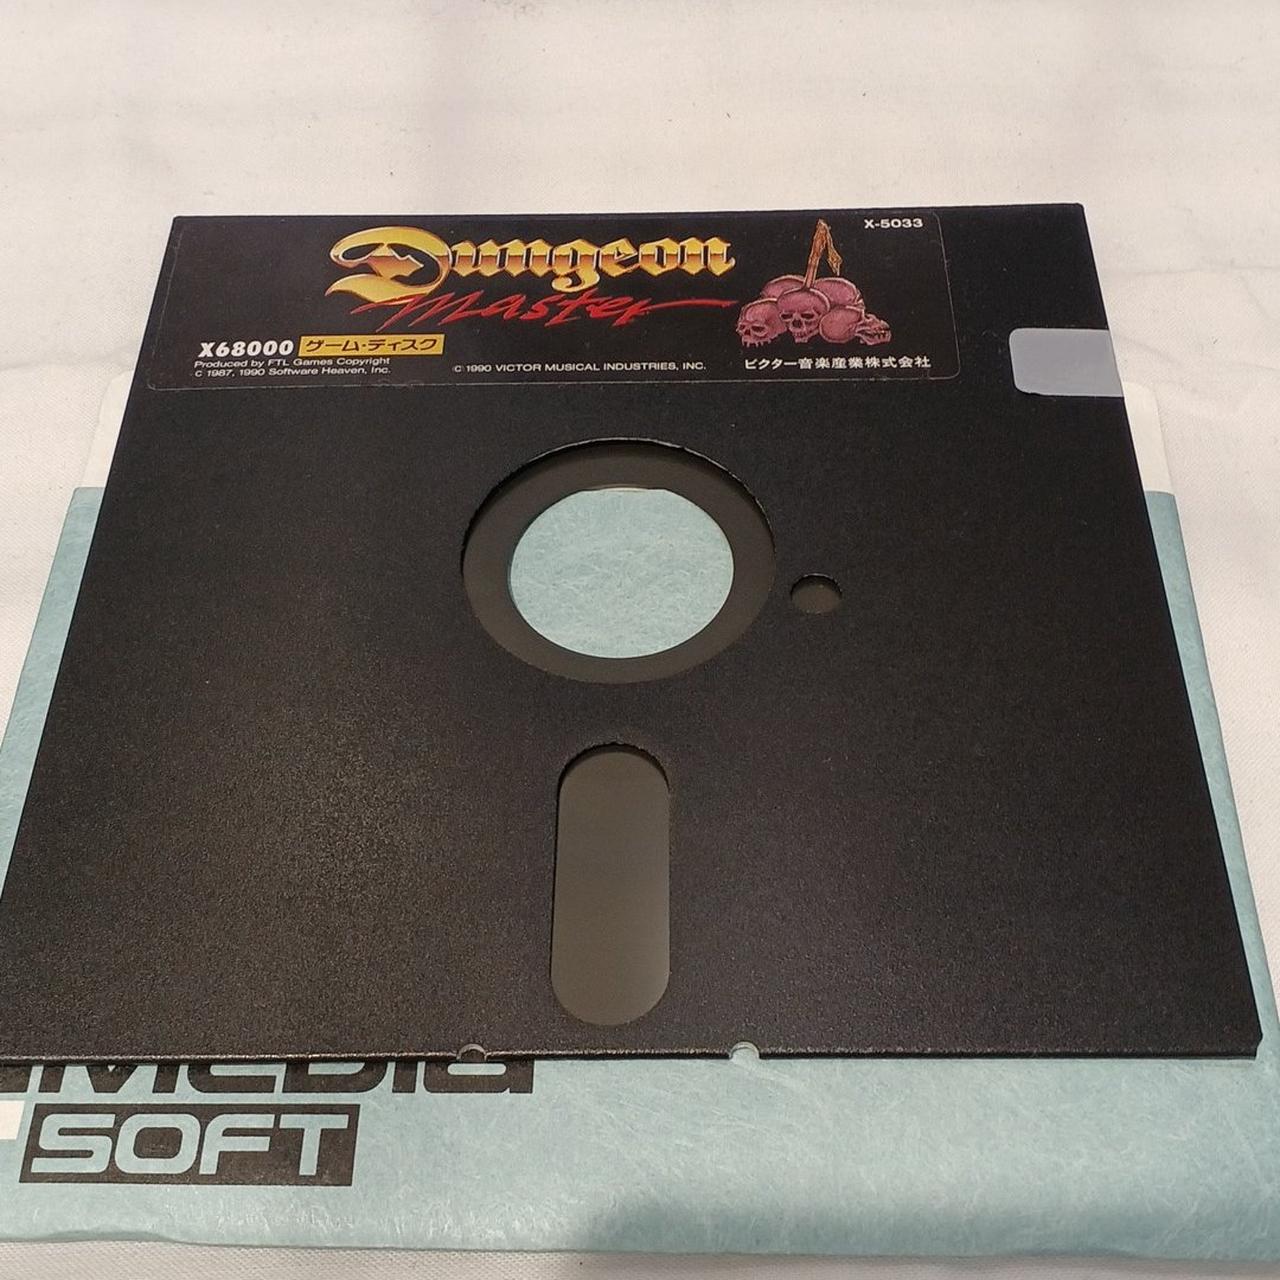 X-5033
Dungeon
Master
X68000 ゲーム・ディスク
Produced by FTL Games Copyright
C 1987, 1990 Software Heaven, Inc.
© 1990 VICTOR MUSICAL INDUSTRIES, INC.
ビクター音楽産業株式会社
Media
SOFT